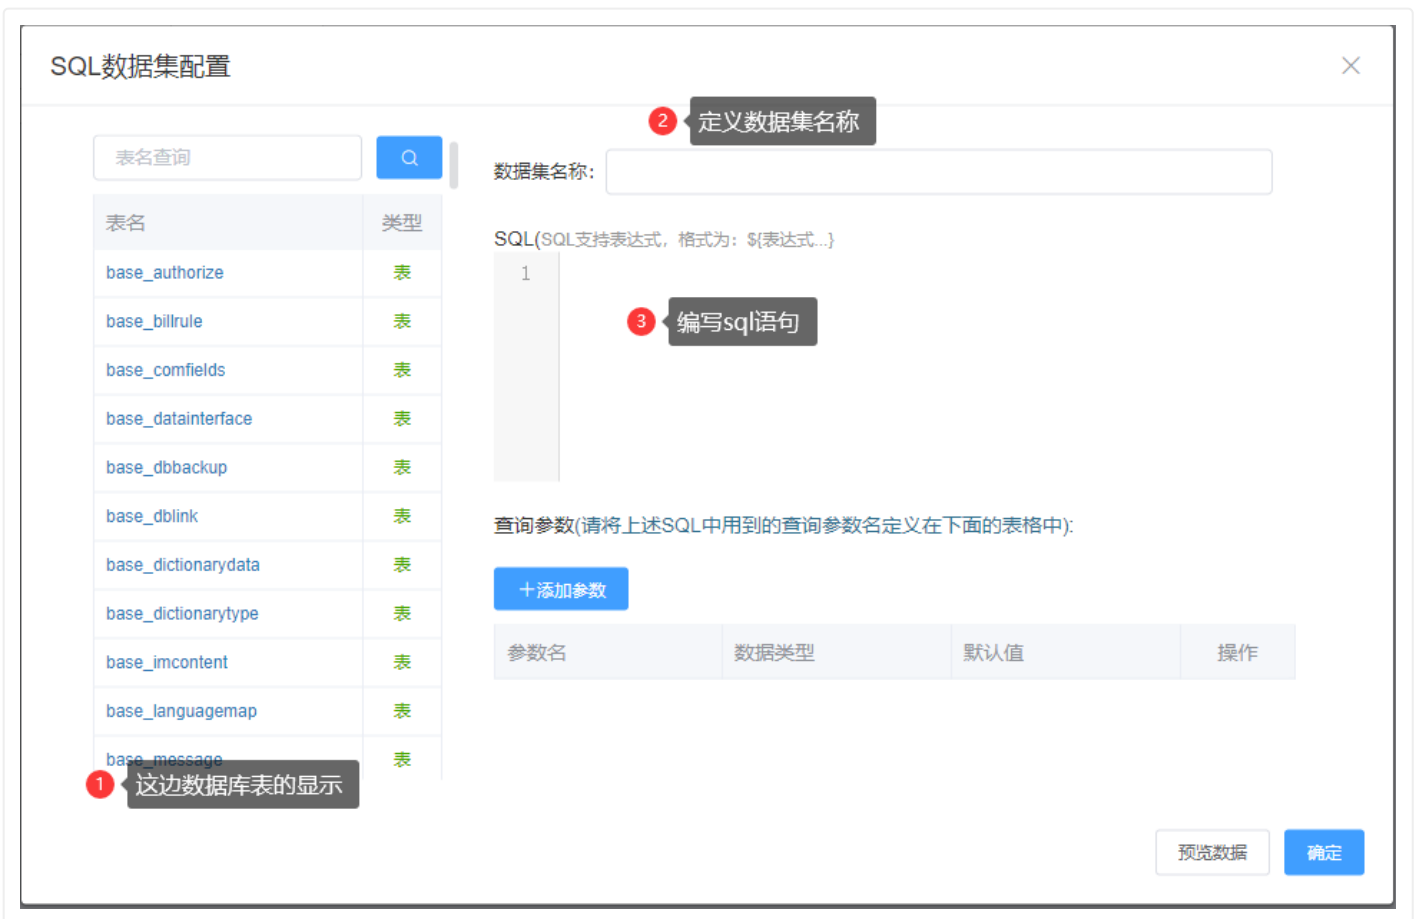 SQL数据集配置
2 定义数据集名称
表名查询
数据集名称：
表名 类型
SQL(SQL支持表达式，格式为：${表达式...}
base_authorize 表
1
base_billrule 表
3 编写sql语句
base_comfields 表
base_datainterface 表
base_dbbackup 表
base_dblink 表
查询参数(请将上述SQL中用到的查询参数名定义在下面的表格中):
base_dictionarydata 表
+添加参数
base_dictionarytype 表
参数名 数据类型 默认值 操作
base_imcontent 表
base_languagemap 表
base_message 表
1 这边数据库表的显示
预览数据 确定